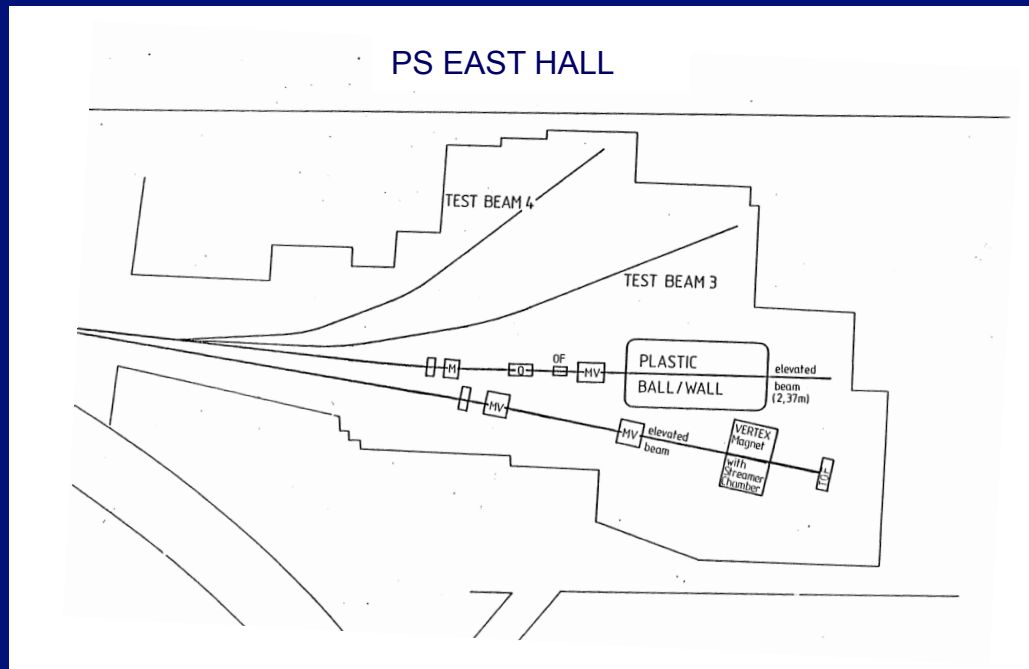 PS EAST HALL
TEST BEAM 4
TEST BEAM 3
M
Q
QF
MV
PLASTIC
BALL/WALL
elevated
beam
(2,37m)
MV
MV
elevated
beam
VERTEX
Magnet
with
Streamer
Chamber
TOF